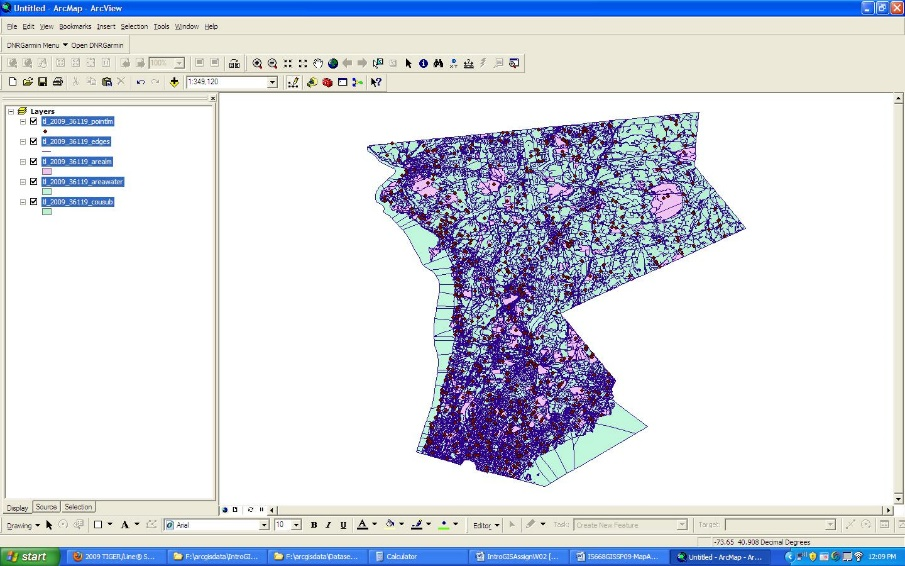 Untitled - ArcMap - ArcView
File Edit View Bookmarks Insert Selection Tools Window Help
DNRGarmin Menu Open DNRGarmin
100%
1:349,120
Layers
tl_2009_36119_pointlm
tl_2009_36119_edges
tl_2009_36119_arealm
tl_2009_36119_areawater
tl_2009_36119_cousub
Display Source Selection
Drawing A Arial 10 B I U A
Editor Task: Create New Feature Target:
-73.65 40.908 Decimal Degrees
start 2009 TIGER/Line® S... F:\arcgisdata\IntroGI... F:\arcgisdata\Datase... Calculator IntroGISAssignW02 [... IS668GISSP09-MapA... Untitled - ArcMap - Ar... 12:09 PM